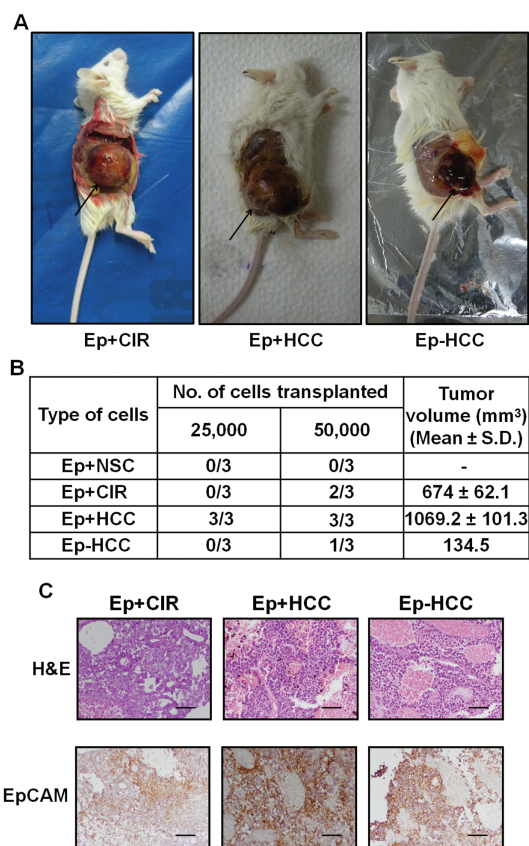 A
Ep+CIR Ep+HCC Ep-HCC
B
Type of cells No. of cells transplanted Tumor volume (mm³) (Mean ± S.D.)
25,000 50,000
Ep+NSC 0/3 0/3 -
Ep+CIR 0/3 2/3 674 ± 62.1
Ep+HCC 3/3 3/3 1069.2 ± 101.3
Ep-HCC 0/3 1/3 134.5
C
Ep+CIR Ep+HCC Ep-HCC
H&E
EpCAM